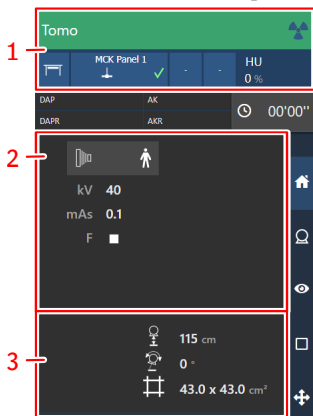 Tomo
1
MCK Panel 1
- -
HU
0 %
DAP AK
00'00''
DAPR AKR
2
kV 40
mAs 0.1
F
115 cm
3
0 °
43.0 x 43.0 cm²